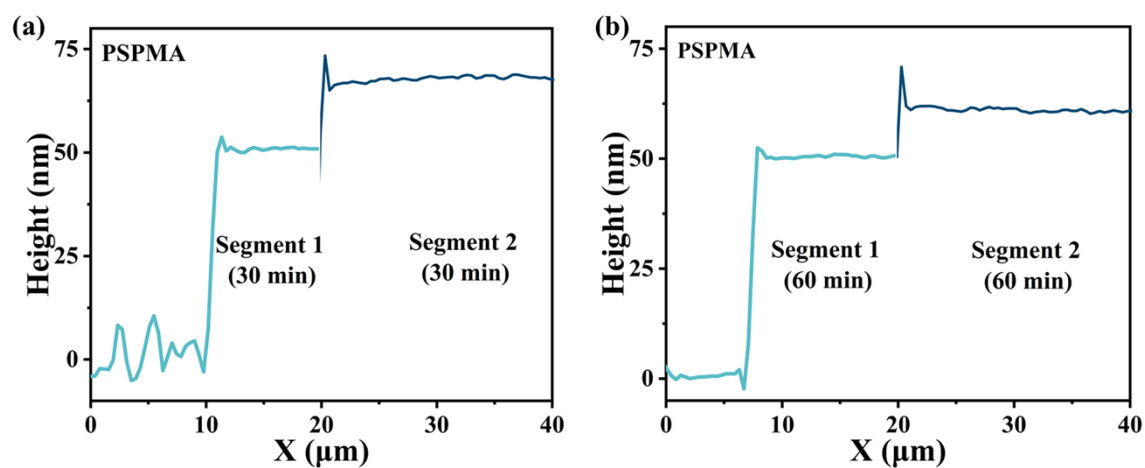 (a)
PSPMA
Height (nm)
75
50
25
0
Segment 1
(30 min)
Segment 2
(30 min)
0
10
20
30
40
X (μm)
(b)
PSPMA
Height (nm)
75
50
25
0
Segment 1
(60 min)
Segment 2
(60 min)
0
10
20
30
40
X (μm)